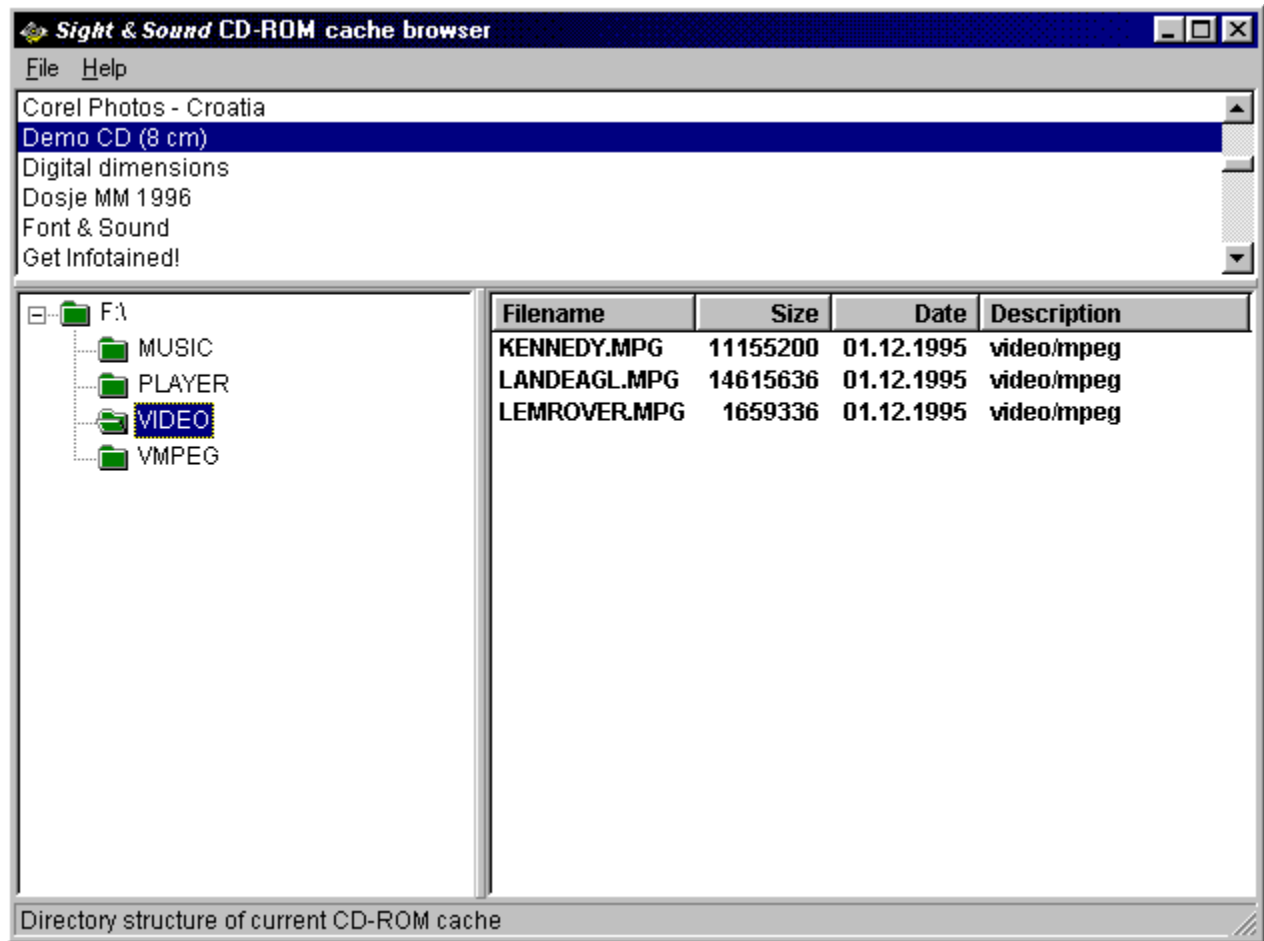 Sight & Sound CD-ROM cache browser
File Help
Corel Photos - Croatia
Demo CD (8 cm)
Digital dimensions
Dosje MM 1996
Font & Sound
Get Infotained!
F:\
MUSIC
PLAYER
VIDEO
VMPEG
Filename Size Date Description
KENNEDY.MPG 11155200 01.12.1995 video/mpeg
LANDEAGL.MPG 14615636 01.12.1995 video/mpeg
LEMROVER.MPG 1659336 01.12.1995 video/mpeg
Directory structure of current CD-ROM cache